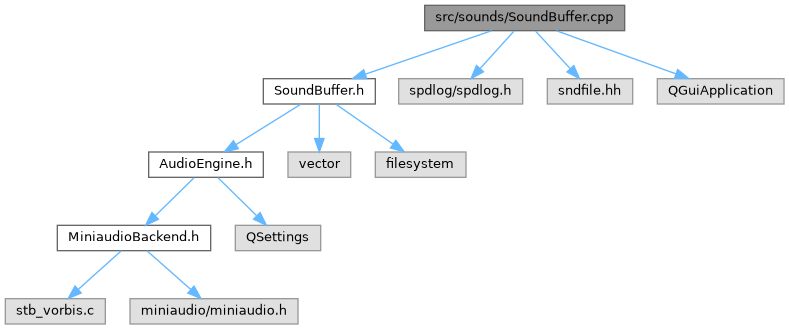 src/sounds/SoundBuffer.cpp
SoundBuffer.h
spdlog/spdlog.h
sndfile.hh
QGuiApplication
AudioEngine.h
vector
filesystem
MiniaudioBackend.h
QSettings
stb_vorbis.c
miniaudio/miniaudio.h